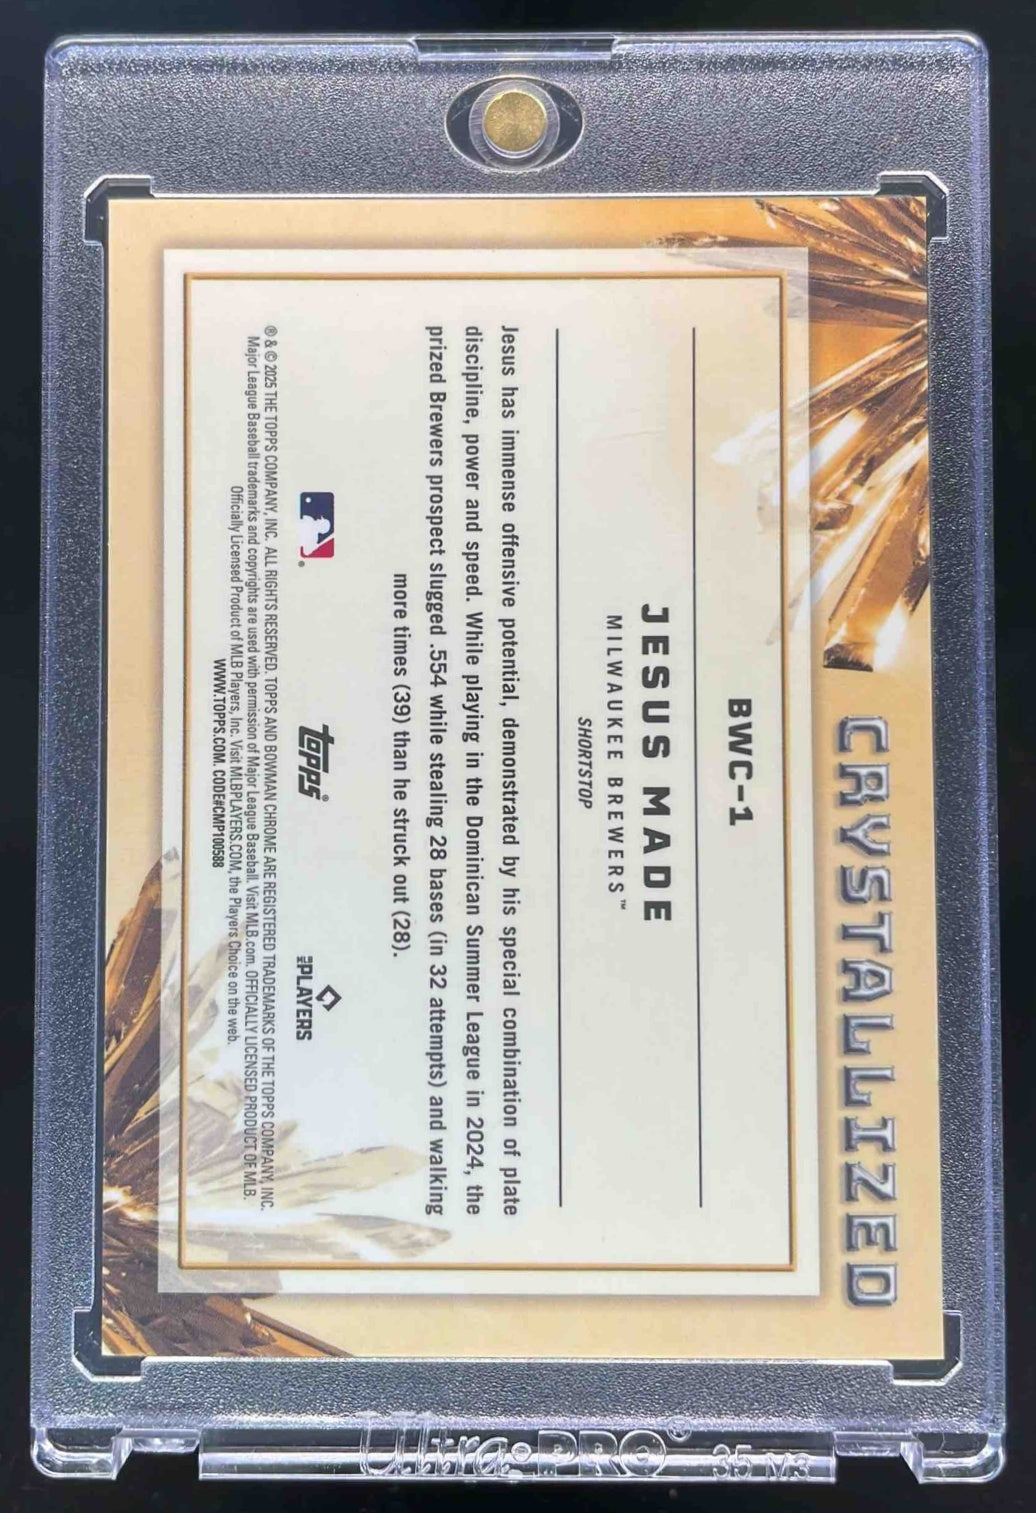 CRYSTALLIZED
BWC-1
JESUS MADE
MILWAUKEE BREWERS™
SHORTSTOP
Jesus has immense offensive potential, demonstrated by his special combination of plate
discipline, power and speed. While playing in the Dominican Summer League in 2024, the
prized Brewers prospect slugged .554 while stealing 28 bases (in 32 attempts) and walking
more times (39) than he struck out (28).
topps®
MLB PLAYERS
® & © 2025 THE TOPPS COMPANY, INC. ALL RIGHTS RESERVED. TOPPS AND BOWMAN CHROME ARE REGISTERED TRADEMARKS OF THE TOPPS COMPANY, INC.
Major League Baseball trademarks and copyrights are used with permission of Major League Baseball. Visit MLB.com. OFFICIALLY LICENSED PRODUCT OF MLB.
Officially Licensed Product of MLB Players, Inc. Visit MLBPLAYERS.COM, the Players Choice on the web.
WWW.TOPPS.COM. CODE#CMP100588
Ultra·PRO® 35 M3